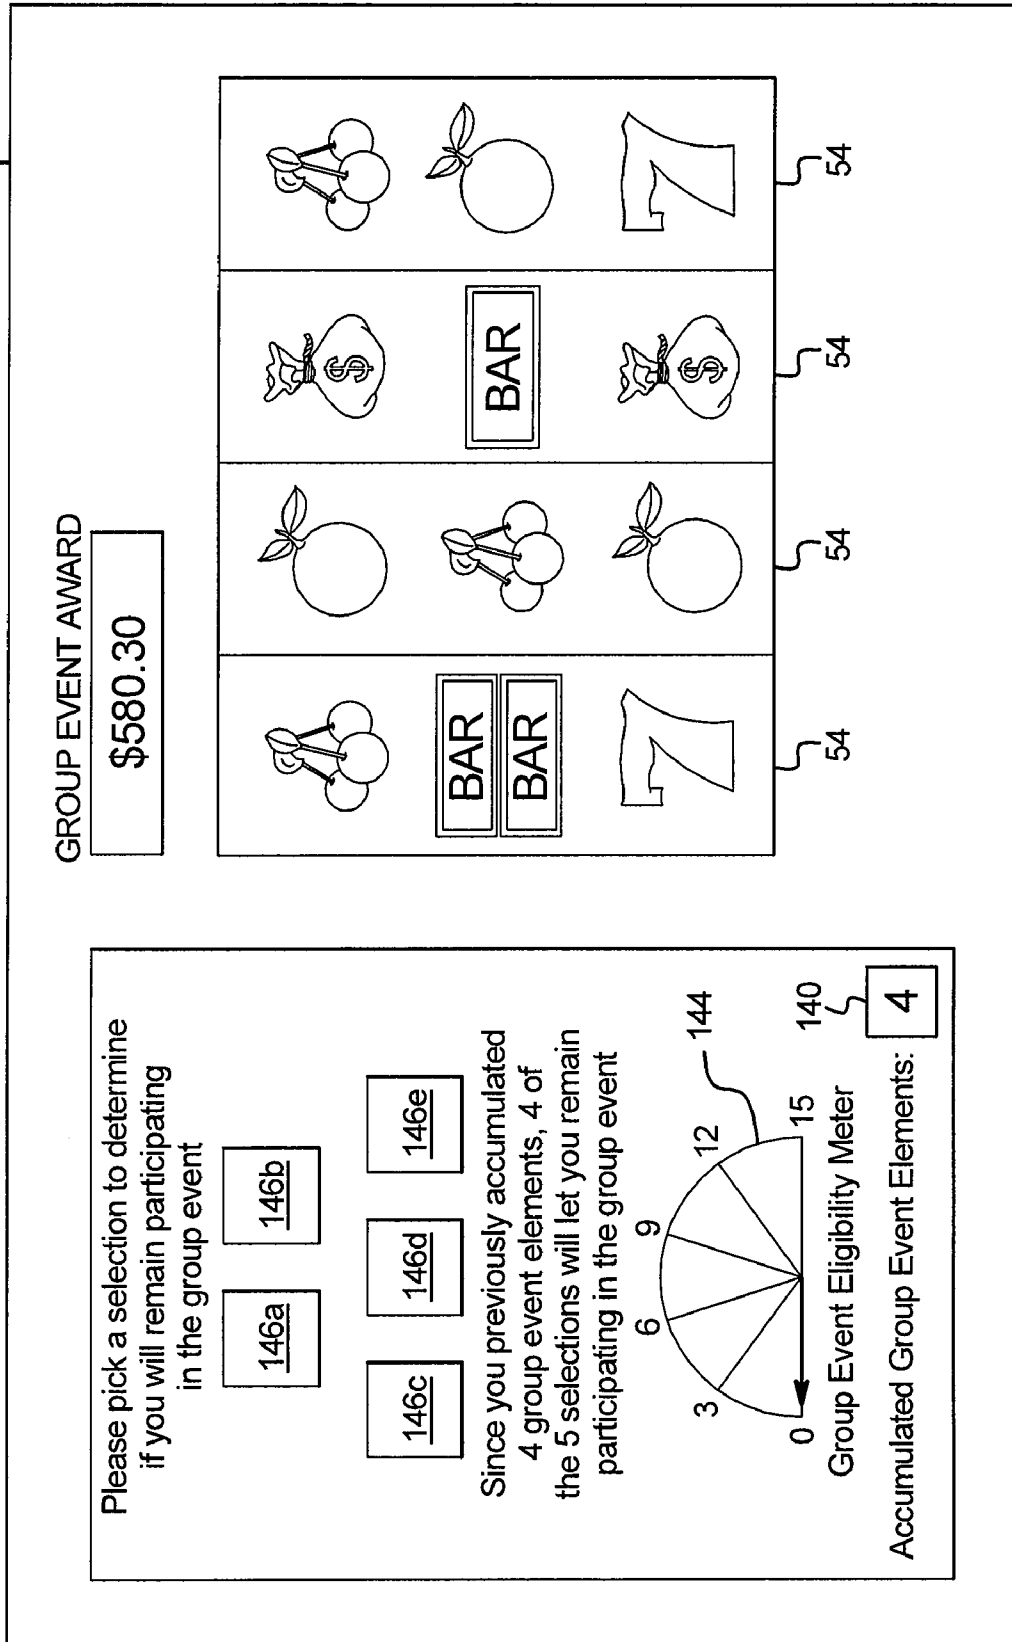 Please pick a selection to determine
if you will remain participating
in the group event
146a
146b
146c
146d
146e
Since you previously accumulated
4 group event elements, 4 of
the 5 selections will let you remain
participating in the group event
0
3
6
9
12
15
144
Group Event Eligibility Meter
140
Accumulated Group Event Elements: 4
GROUP EVENT AWARD
$580.30
$
BAR
BAR
BAR
7
$
7
54
54
54
54